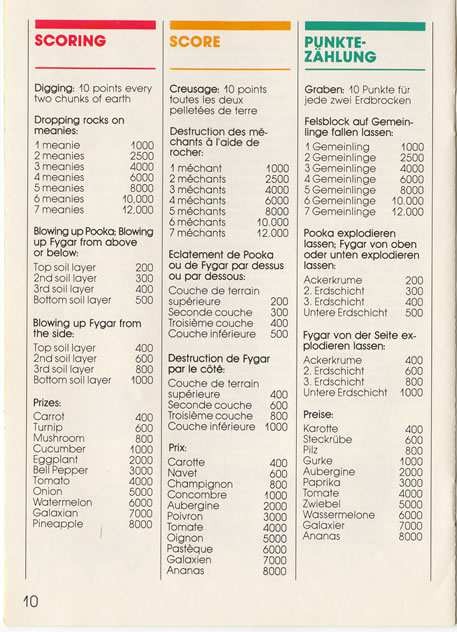 SCORING
Digging: 10 points every
two chunks of earth
Dropping rocks on
meanies:
1 meanie 1000
2 meanies 2500
3 meanies 4000
4 meanies 6000
5 meanies 8000
6 meanies 10.000
7 meanies 12.000
Blowing up Pooka; Blowing
up Fygar from above
or below:
Top soil layer 200
2nd soil layer 300
3rd soil layer 400
Bottom soil layer 500
Blowing up Fygar from
the side:
Top soil layer 400
2nd soil layer 600
3rd soil layer 800
Bottom soil layer 1000
Prizes:
Carrot 400
Turnip 600
Mushroom 800
Cucumber 1000
Eggplant 2000
Bell Pepper 3000
Tomato 4000
Onion 5000
Watermelon 6000
Galaxian 7000
Pineapple 8000
SCORE
Creusage: 10 points
toutes les deux
pelletées de terre
Destruction des mé-
chants à l'aide de
rocher:
1 méchant 1000
2 méchants 2500
3 méchants 4000
4 méchants 6000
5 méchants 8000
6 méchants 10.000
7 méchants 12.000
Eclatement de Pooka
ou de Fygar par dessus
ou par dessous:
Couche de terrain
supérieure 200
Seconde couche 300
Troisième couche 400
Couche inférieure 500
Destruction de Fygar
par le côté:
Couche de terrain
supérieure 400
Seconde couche 600
Troisième couche 800
Couche inférieure 1000
Prix:
Carotte 400
Navet 600
Champignon 800
Concombre 1000
Aubergine 2000
Poivron 3000
Tomate 4000
Oignon 5000
Pastèque 6000
Galaxien 7000
Ananas 8000
PUNKTE-
ZÄHLUNG
Graben: 10 Punkte für
jede zwei Erdbrocken
Felsblock auf Gemein-
linge fallen lassen:
1 Gemeinling 1000
2 Gemeinlinge 2500
3 Gemeinlinge 4000
4 Gemeinlinge 6000
5 Gemeinlinge 8000
6 Gemeinlinge 10.000
7 Gemeinlinge 12.000
Pooka explodieren
lassen; Fygar von oben
oder unten explodieren
lassen:
Ackerkrume 200
2. Erdschicht 300
3. Erdschicht 400
Untere Erdschicht 500
Fygar von der Seite ex-
plodieren lassen:
Ackerkrume 400
2. Erdschicht 600
3. Erdschicht 800
Untere Erdschicht 1000
Preise:
Karotte 400
Steckrübe 600
Pilz 800
Gurke 1000
Aubergine 2000
Paprika 3000
Tomate 4000
Zwiebel 5000
Wassermelone 6000
Galaxier 7000
Ananas 8000
10